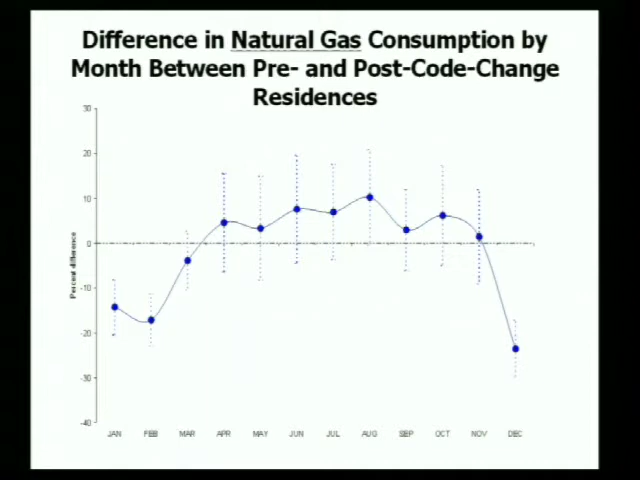 Difference in Natural Gas Consumption by
Month Between Pre- and Post-Code-Change
Residences
30
20
10
0
-10
-20
-30
-40
Percent difference
JAN FEB MAR APR MAY JUN JUL AUG SEP OCT NOV DEC